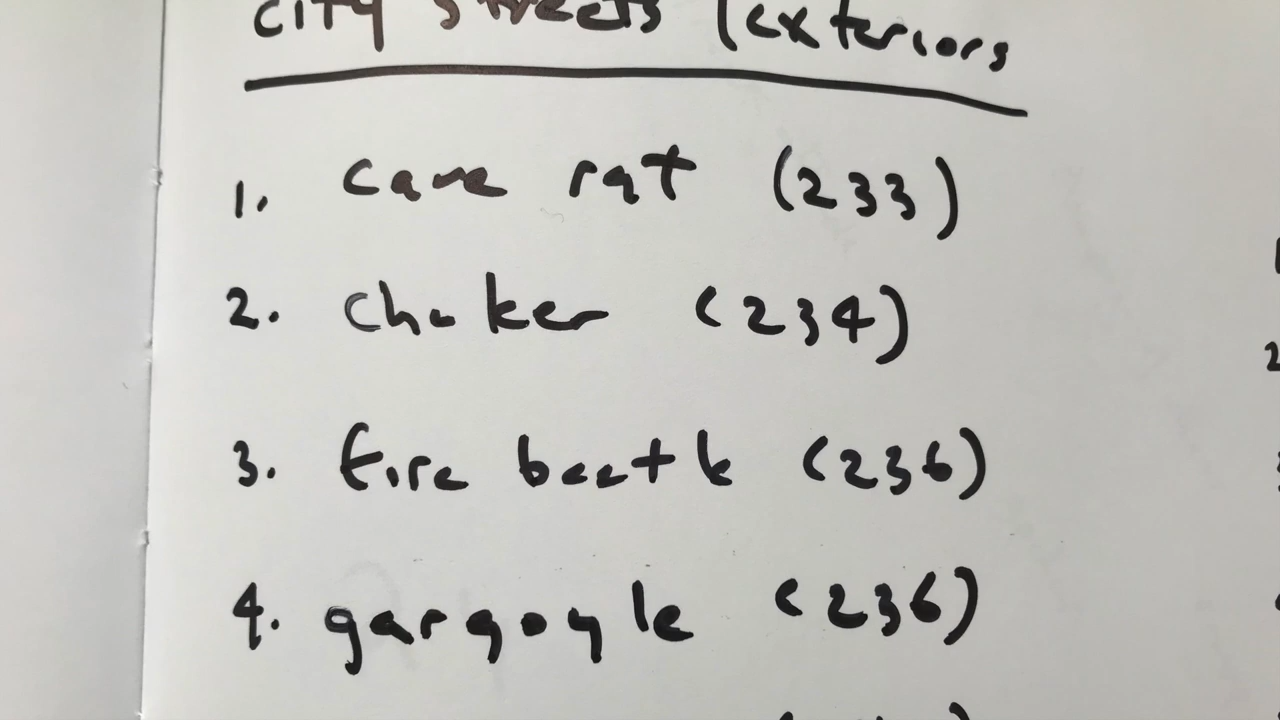 city streets (exteriors
1. cave rat (233)
2. choker (234)
3. fire beetle (236)
4. gargoyle (236)